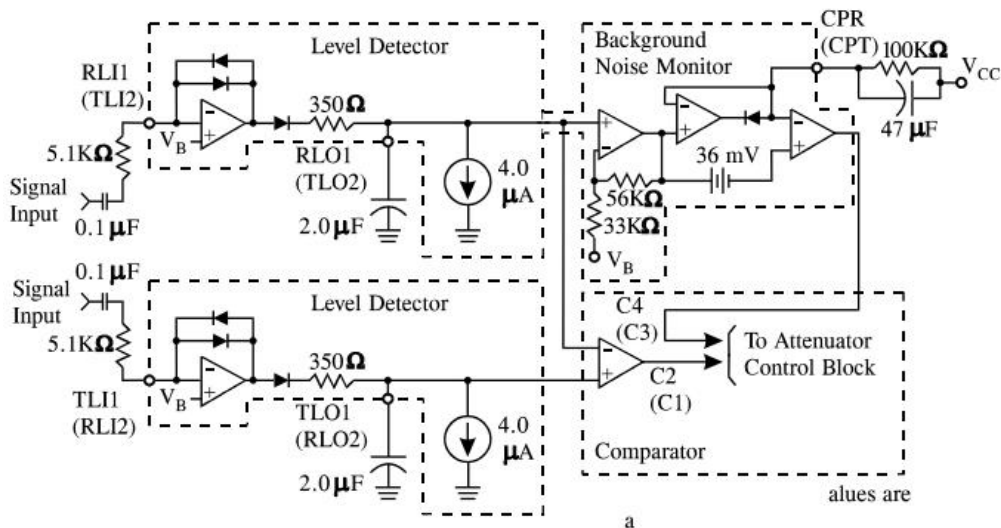 Level Detector
RLI1
(TLI2)
350Ω
V_B
5.1KΩ
Signal
Input
0.1 μF
RLO1
(TLO2)
2.0 μF
4.0
μA
Background
Noise Monitor
CPR
(CPT)
100KΩ
V_CC
47 μF
36 mV
56KΩ
33KΩ
V_B
0.1 μF
Signal
Input
5.1KΩ
Level Detector
350Ω
V_B
TLI1
(RLI2)
TLO1
(RLO2)
2.0 μF
4.0
μA
C4
(C3)
To Attenuator
Control Block
C2
(C1)
Comparator
alues are
a